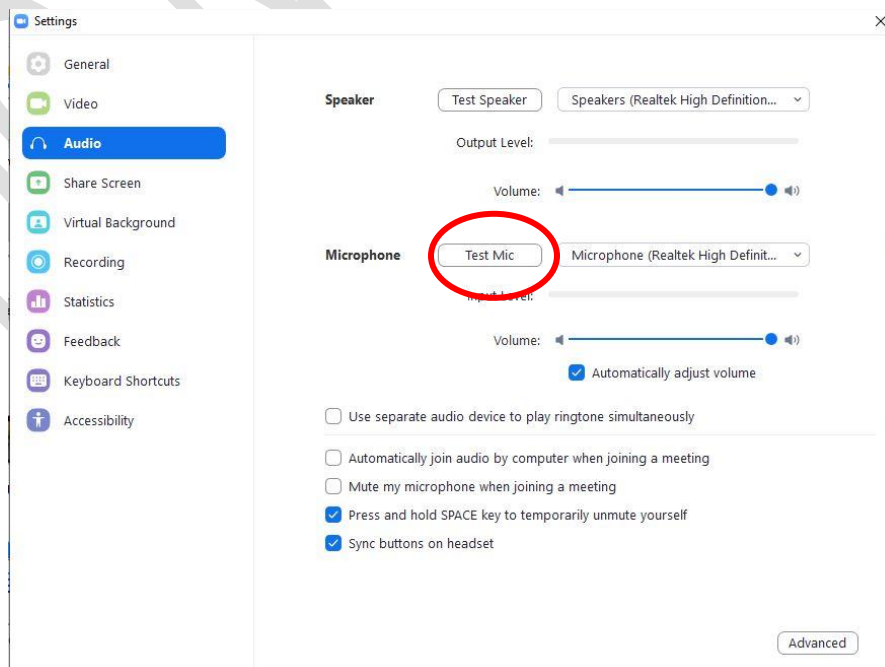 Settings
General
Video
Audio
Share Screen
Virtual Background
Recording
Statistics
Feedback
Keyboard Shortcuts
Accessibility
Speaker Test Speaker Speakers (Realtek High Definition...
Output Level:
Volume:
Microphone Test Mic Microphone (Realtek High Definit...
Input Level:
Volume:
Automatically adjust volume
Use separate audio device to play ringtone simultaneously
Automatically join audio by computer when joining a meeting
Mute my microphone when joining a meeting
Press and hold SPACE key to temporarily unmute yourself
Sync buttons on headset
Advanced